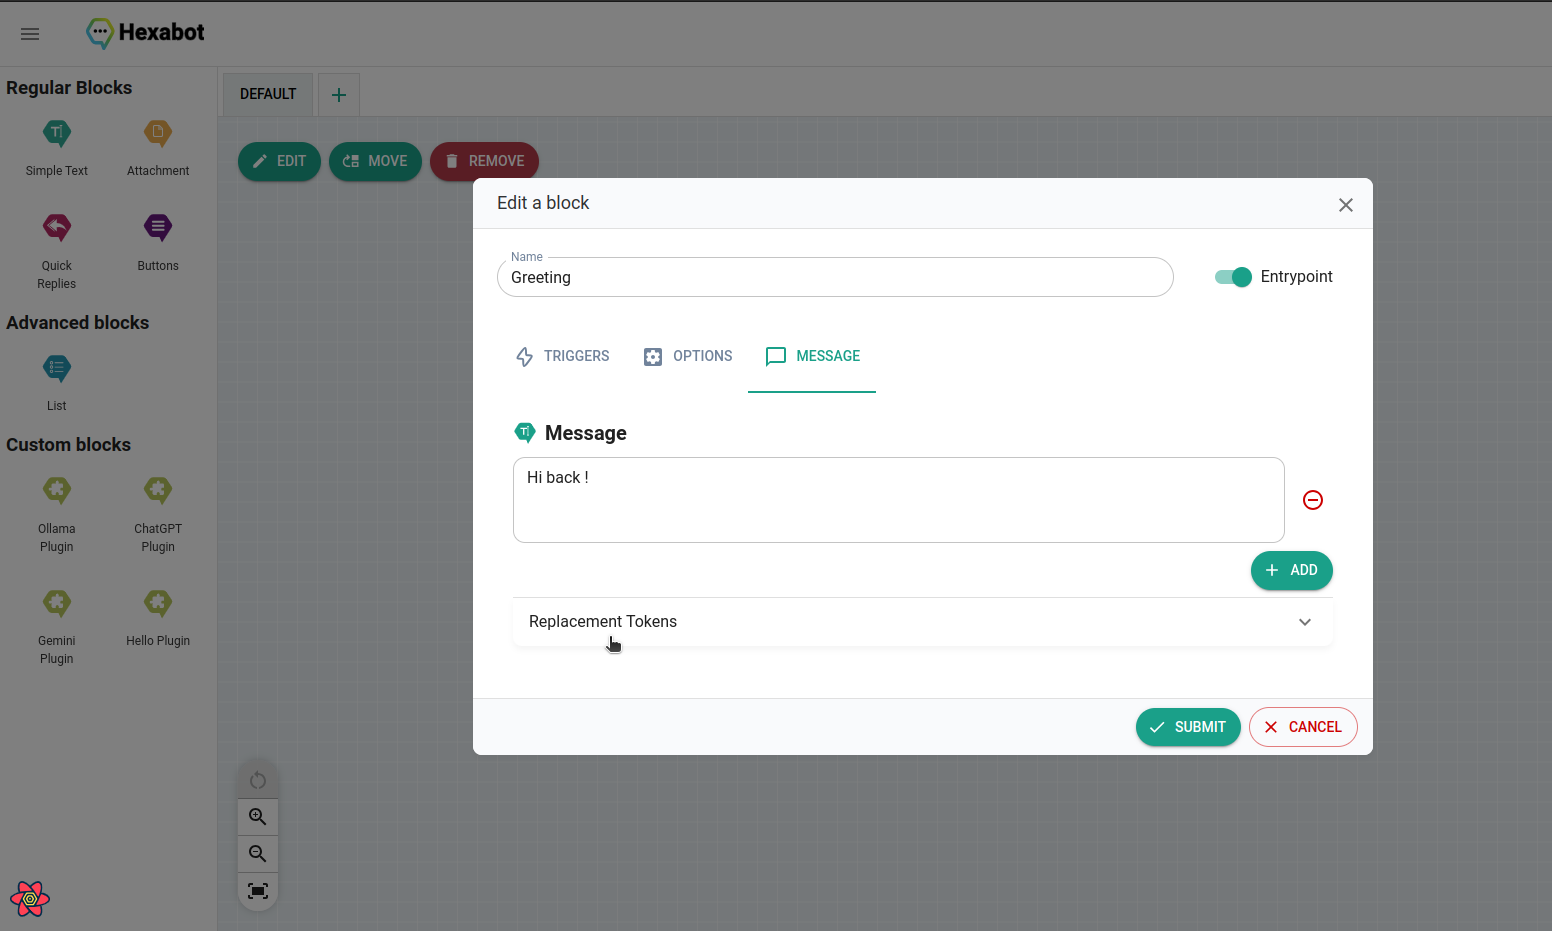 Hexabot
Regular Blocks
Simple Text
Attachment
Quick
Replies
Buttons
Advanced blocks
List
Custom blocks
Ollama
Plugin
ChatGPT
Plugin
Gemini
Plugin
Hello Plugin
DEFAULT
EDIT
MOVE
REMOVE
Edit a block
Name
Greeting
Entrypoint
TRIGGERS
OPTIONS
MESSAGE
Message
Hi back !
ADD
Replacement Tokens
SUBMIT
CANCEL